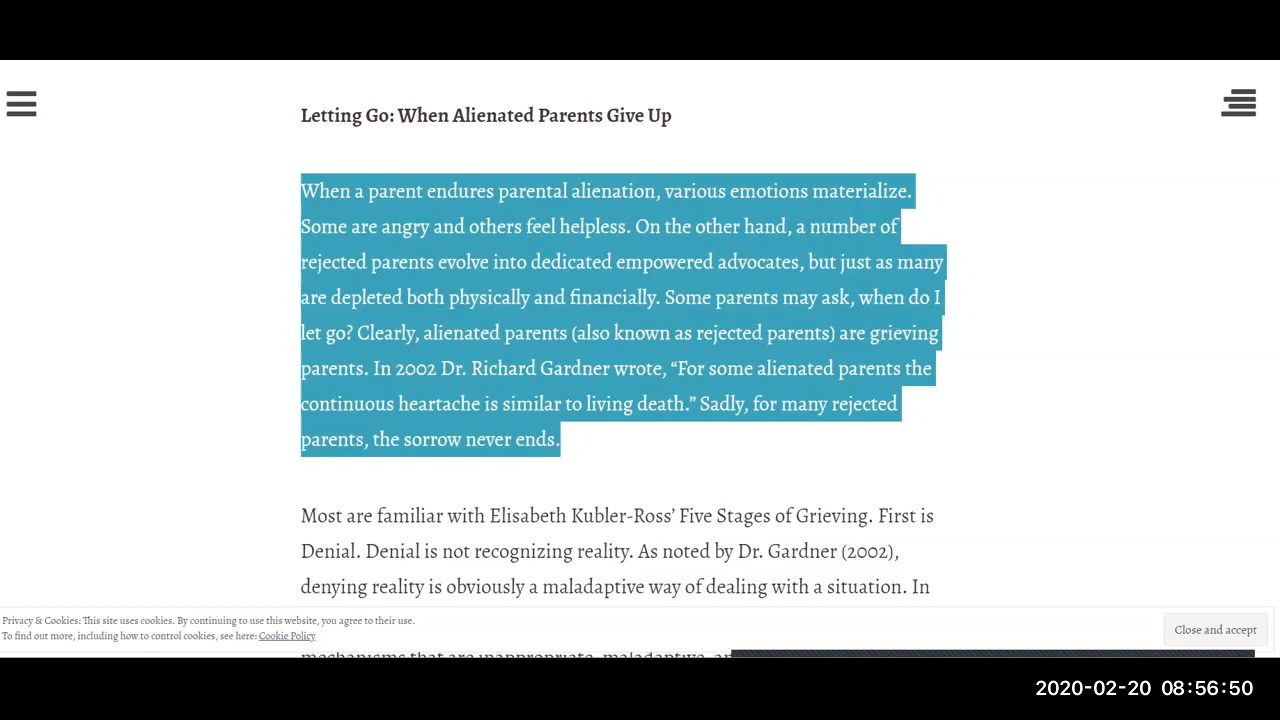 Letting Go: When Alienated Parents Give Up
When a parent endures parental alienation, various emotions materialize.
Some are angry and others feel helpless. On the other hand, a number of
rejected parents evolve into dedicated empowered advocates, but just as many
are depleted both physically and financially. Some parents may ask, when do I
let go? Clearly, alienated parents (also known as rejected parents) are grieving
parents. In 2002 Dr. Richard Gardner wrote, “For some alienated parents the
continuous heartache is similar to living death.” Sadly, for many rejected
parents, the sorrow never ends.
Most are familiar with Elisabeth Kubler-Ross’ Five Stages of Grieving. First is
Denial. Denial is not recognizing reality. As noted by Dr. Gardner (2002),
denying reality is obviously a maladaptive way of dealing with a situation. In
Privacy & Cookies: This site uses cookies. By continuing to use this website, you agree to their use.
To find out more, including how to control cookies, see here: Cookie Policy
Close and accept
mechanisms that are inappropriate, maladaptive,
2020-02-20 08:56:50